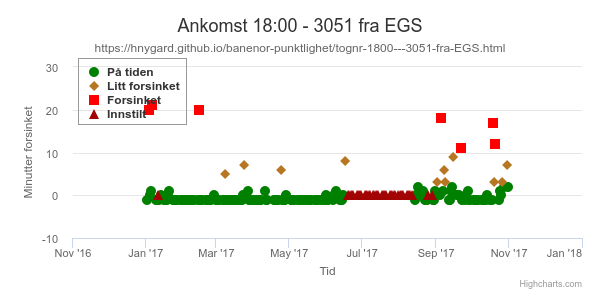 Ankomst 18:00 - 3051 fra EGS
https://hnygard.github.io/banenor-punktlighet/tognr-1800---3051-fra-EGS.html
På tiden
Litt forsinket
Forsinket
Innstilt
Minutter forsinket
30
20
10
0
-10
Nov '16
Jan '17
Mar '17
May '17
Jul '17
Sep '17
Nov '17
Jan '18
Tid
Highcharts.com